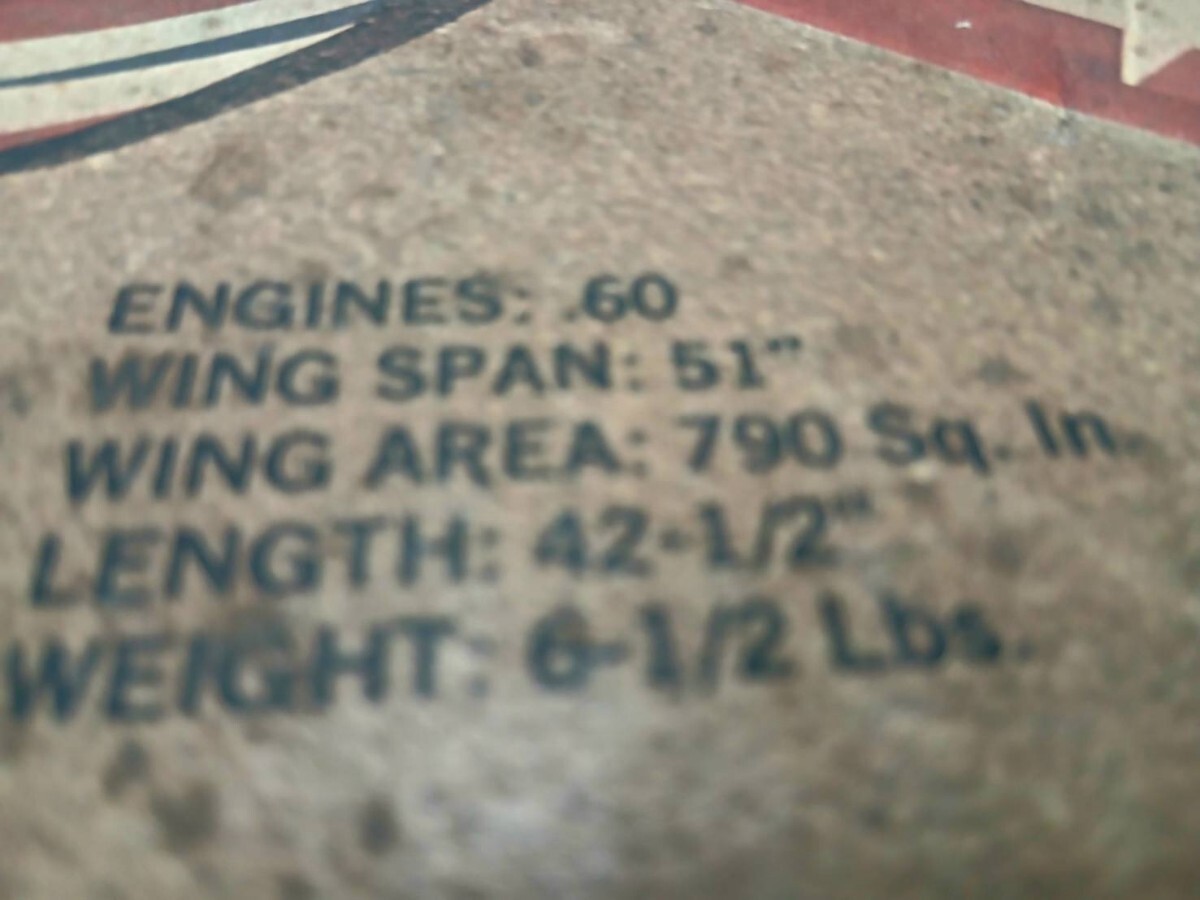 ENGINES: .60
WING SPAN: 51"
WING AREA: 790 Sq. In.
LENGTH: 42-1/2"
WEIGHT: 6-1/2 Lbs.